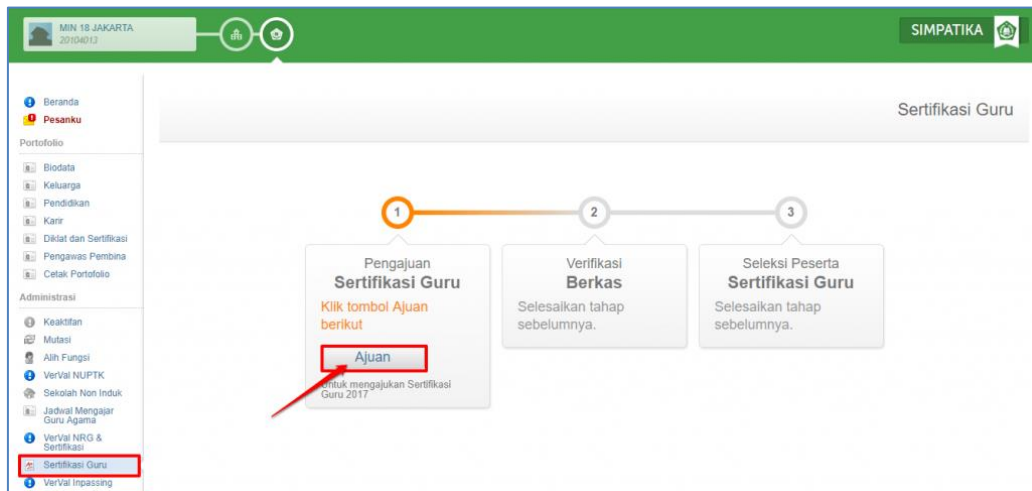 MIN 18 JAKARTA
20104013
SIMPATIKA
Beranda
Pesanku
Portofolio
Biodata
Keluarga
Pendidikan
Karir
Diklat dan Sertifikasi
Pengawas Pembina
Cetak Portofolio
Administrasi
Keaktifan
Mutasi
Alih Fungsi
VerVal NUPTK
Sekolah Non Induk
Jadwal Mengajar
Guru Agama
VerVal NRG &
Sertifikasi
Sertifikasi Guru
VerVal Inpassing
Sertifikasi Guru
1
Pengajuan
Sertifikasi Guru
Klik tombol Ajuan
berikut
Ajuan
Untuk mengajukan Sertifikasi
Guru 2017
2
Verifikasi
Berkas
Selesaikan tahap
sebelumnya.
3
Seleksi Peserta
Sertifikasi Guru
Selesaikan tahap
sebelumnya.